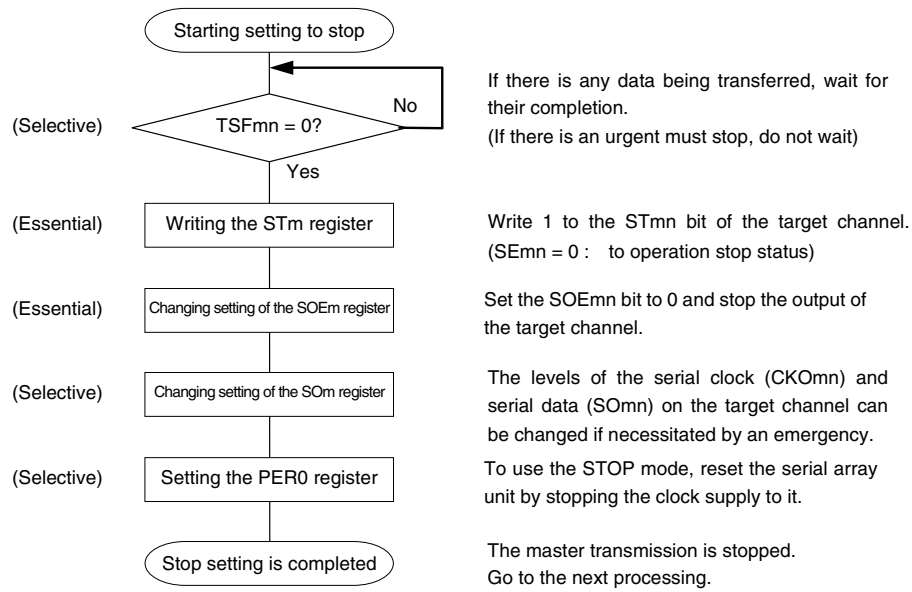 Starting setting to stop
If there is any data being transferred, wait for
their completion.
(If there is an urgent must stop, do not wait)
No
(Selective)
TSFmn = 0?
Yes
(Essential)
Writing the STm register
Write 1 to the STmn bit of the target channel.
(SEmn = 0 : to operation stop status)
(Essential)
Changing setting of the SOEm register
Set the SOEmn bit to 0 and stop the output of
the target channel.
(Selective)
Changing setting of the SOm register
The levels of the serial clock (CKOmn) and
serial data (SOmn) on the target channel can
be changed if necessitated by an emergency.
(Selective)
Setting the PER0 register
To use the STOP mode, reset the serial array
unit by stopping the clock supply to it.
Stop setting is completed
The master transmission is stopped.
Go to the next processing.